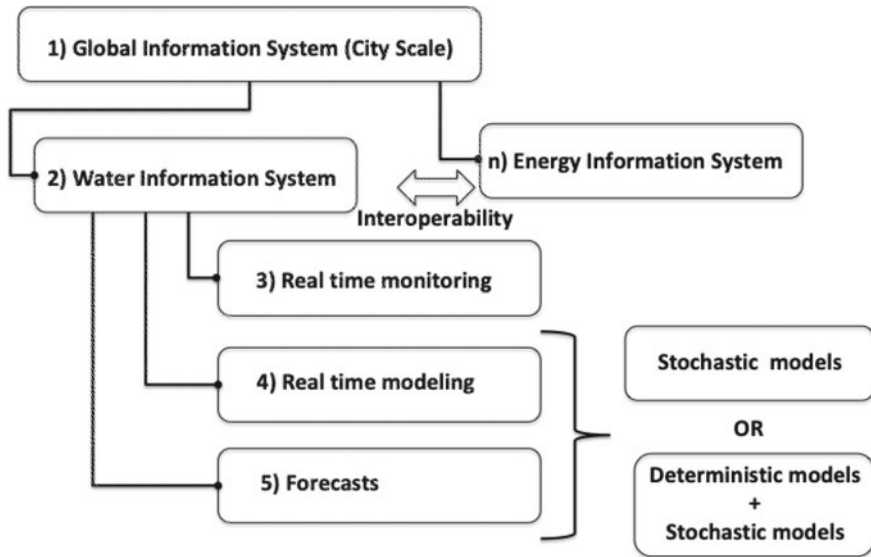 1) Global Information System (City Scale)
n) Energy Information System
2) Water Information System
Interoperability
3) Real time monitoring
4) Real time modeling
5) Forecasts
Stochastic models
OR
Deterministic models
+
Stochastic models